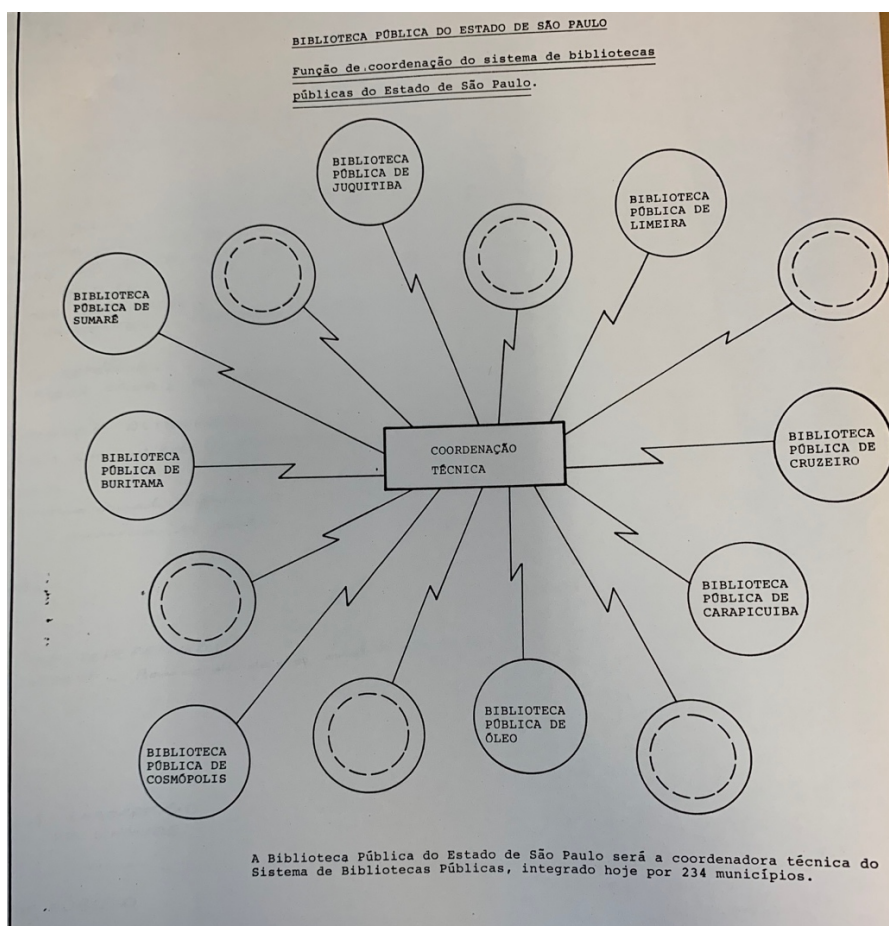 BIBLIOTECA PÚBLICA DO ESTADO DE SÃO PAULO
Função de coordenação do sistema de bibliotecas
públicas do Estado de São Paulo.
BIBLIOTECA
PÚBLICA DE
JUQUITIBA
BIBLIOTECA
PÚBLICA DE
LIMEIRA
BIBLIOTECA
PÚBLICA DE
SUMARÊ
COORDENAÇÃO
TÊCNICA
BIBLIOTECA
PÚBLICA DE
CRUZEIRO
BIBLIOTECA
PÚBLICA DE
BURITAMA
BIBLIOTECA
PÚBLICA DE
CARAPICUIBA
BIBLIOTECA
PÚBLICA DE
ÓLEO
BIBLIOTECA
PÚBLICA DE
COSMÓPOLIS
A Biblioteca Pública do Estado de São Paulo será a coordenadora técnica do
Sistema de Bibliotecas Públicas, integrado hoje por 234 municípios.